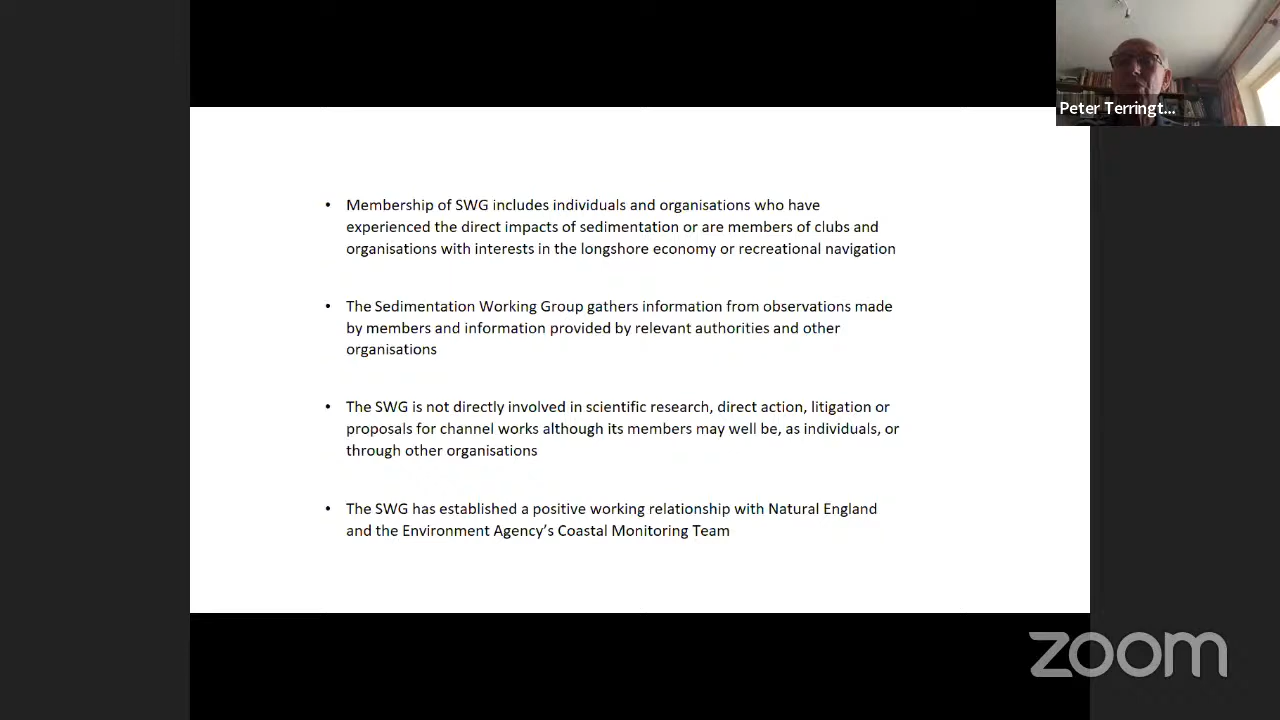 Peter Terringt...
• Membership of SWG includes individuals and organisations who have
experienced the direct impacts of sedimentation or are members of clubs and
organisations with interests in the longshore economy or recreational navigation
• The Sedimentation Working Group gathers information from observations made
by members and information provided by relevant authorities and other
organisations
• The SWG is not directly involved in scientific research, direct action, litigation or
proposals for channel works although its members may well be, as individuals, or
through other organisations
• The SWG has established a positive working relationship with Natural England
and the Environment Agency’s Coastal Monitoring Team
zoom